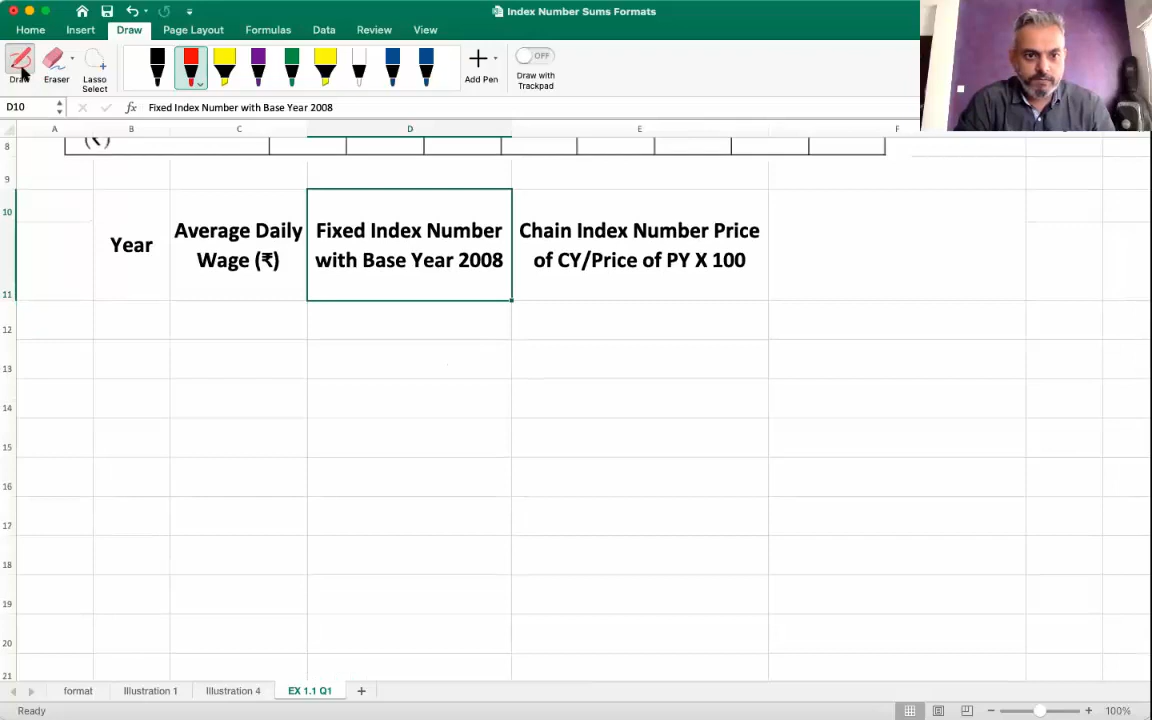 Index Number Sums Formats
Home Insert Draw Page Layout Formulas Data Review View
Draw
Eraser
Lasso
Select
Add Pen
OFF
Draw with
Trackpad
D10
fx
Fixed Index Number with Base Year 2008
A B C D E F
8
(₹)
9
10
Year
Average Daily
Wage (₹)
Fixed Index Number
with Base Year 2008
Chain Index Number Price
of CY/Price of PY X 100
11
12
13
14
15
16
17
18
19
20
21
format Illustration 1 Illustration 4 EX 1.1 Q1
Ready
100%